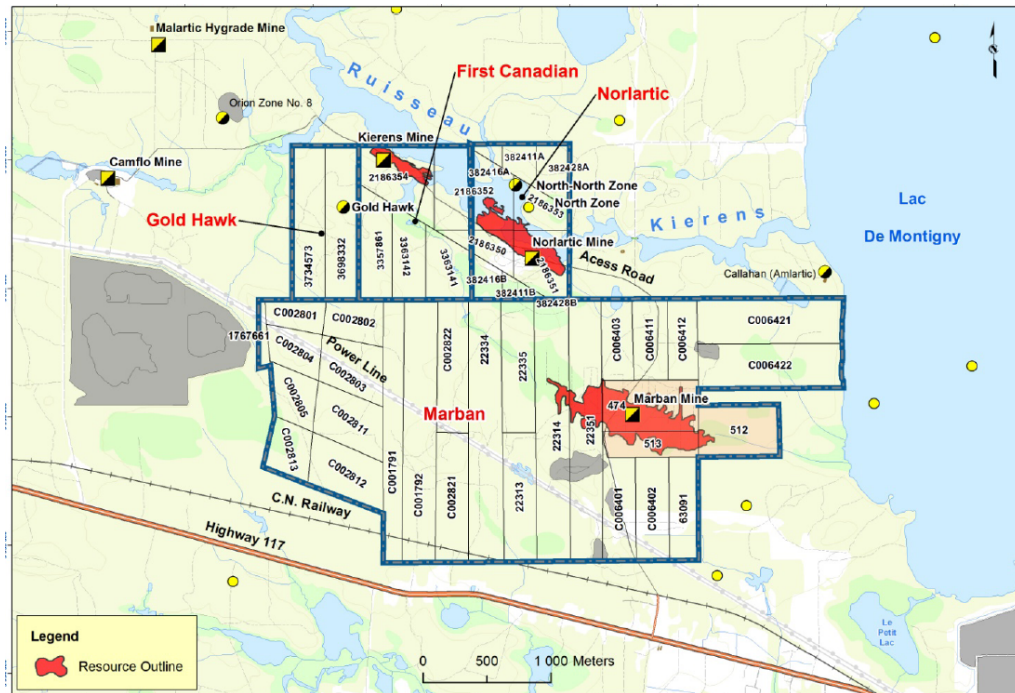 Malartic Hygrade Mine
Ruisseau
First Canadian
Norlartic
Orion Zone No. 8
Kierens Mine
Camflo Mine
382411A
382416A
382428A
2186354
2186352
North-North Zone
2186353
North Zone
Gold Hawk
Gold Hawk
Kierens
Lac
De Montigny
3734573
3698332
3357861
3363142
3363141
2186350
Norlartic Mine
2186351
Acess Road
Callahan (Amlartic)
382416B
382411B
382428B
1767661
C002801
C002802
C002804
Power Line
C002803
C002805
C002811
C002813
C002812
C002822
22334
22335
C006403
C006411
C006412
C006421
C006422
Marban
474
Marban Mine
512
513
22314
22351
C001791
C001792
C002821
22313
C006401
C006402
63091
C.N. Railway
Highway 117
Le
Petit
Lac
Legend
Resource Outline
0 500 1 000 Meters